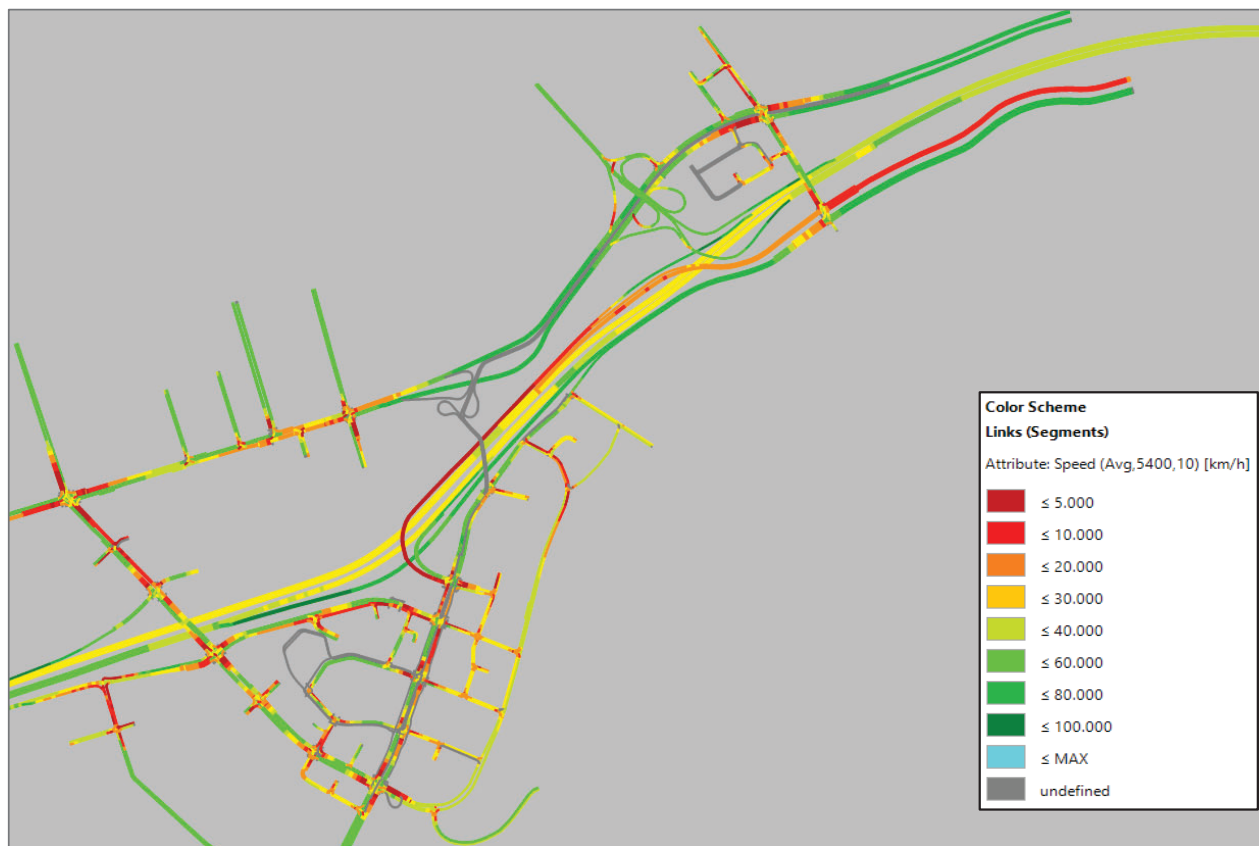 Color Scheme
Links (Segments)
Attribute: Speed (Avg,5400,10) [km/h]
≤ 5.000
≤ 10.000
≤ 20.000
≤ 30.000
≤ 40.000
≤ 60.000
≤ 80.000
≤ 100.000
≤ MAX
undefined